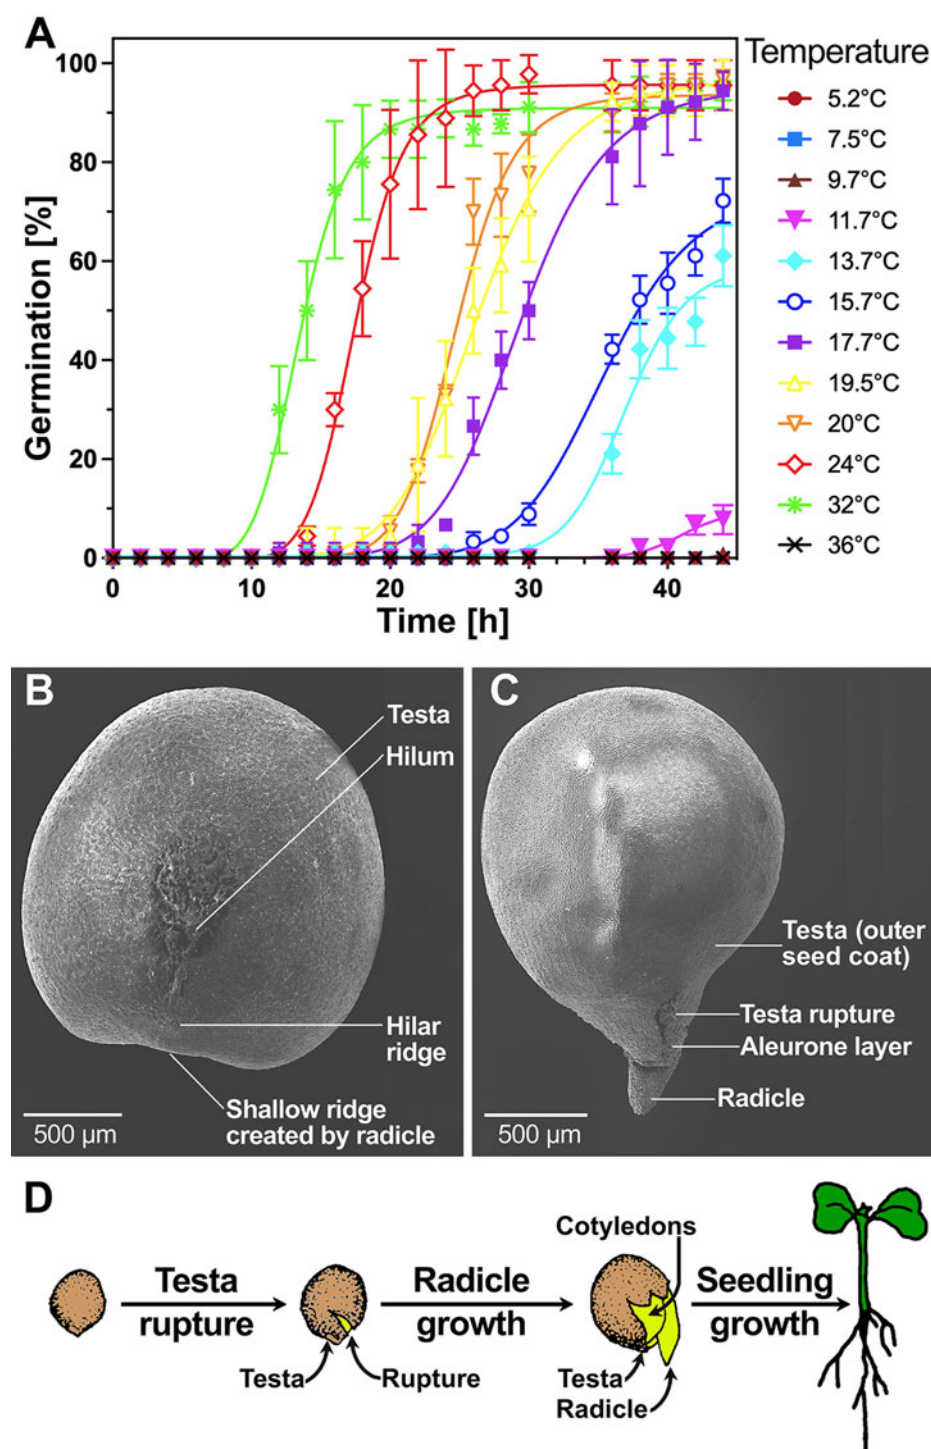 A
Temperature
100
80
60
40
20
0
Germination [%]
0
10
20
30
40
Time [h]
5.2°C
7.5°C
9.7°C
11.7°C
13.7°C
15.7°C
17.7°C
19.5°C
20°C
24°C
32°C
36°C
B
Testa
Hilum
Hilar
ridge
Shallow ridge
created by radicle
500 µm
C
Testa (outer
seed coat)
Testa rupture
Aleurone layer
Radicle
500 µm
D
Testa
rupture
Testa
Rupture
Radicle
growth
Cotyledons
Testa
Radicle
Seedling
growth